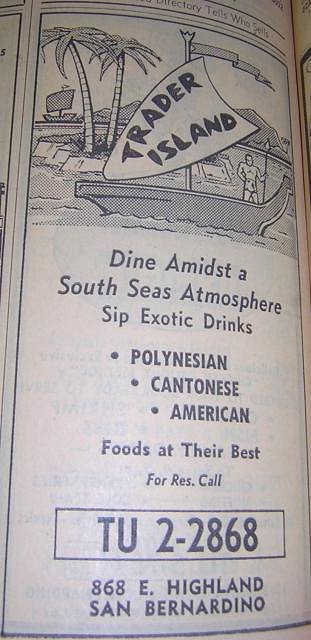 Directory Tells Who Sells
TRADER
ISLAND
Dine Amidst a
South Seas Atmosphere
Sip Exotic Drinks
• POLYNESIAN
• CANTONESE
• AMERICAN
Foods at Their Best
For Res. Call
TU 2-2868
868 E. HIGHLAND
SAN BERNARDINO